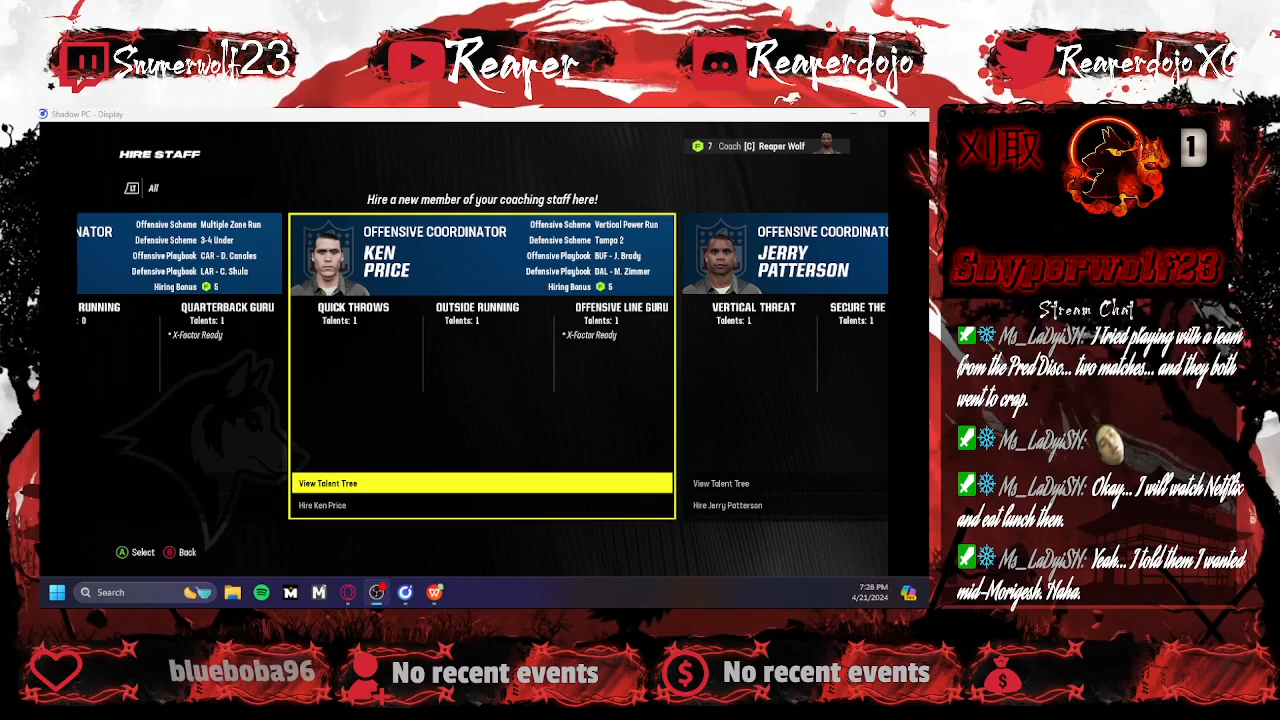 Snyperwolf23
Reaper
Reaperdojo
ReaperdojoXG
Shadow PC - Display
HIRE STAFF
7 Coach [C] Reaper Wolf
LT All
Hire a new member of your coaching staff here!
NATOR
Offensive Scheme Multiple Zone Run
Defensive Scheme 3-4 Under
Offensive Playbook CAR - D. Canales
Defensive Playbook LAR - C. Shula
Hiring Bonus 5
RUNNING
: 0
QUARTERBACK GURU
Talents: 1
• X-Factor Ready
OFFENSIVE COORDINATOR
KEN
PRICE
Offensive Scheme Vertical Power Run
Defensive Scheme Tampa 2
Offensive Playbook BUF - J. Brady
Defensive Playbook DAL - M. Zimmer
Hiring Bonus 5
QUICK THROWS
Talents: 1
OUTSIDE RUNNING
Talents: 1
OFFENSIVE LINE GURU
Talents: 1
• X-Factor Ready
View Talent Tree
Hire Ken Price
OFFENSIVE COORDINA
JERRY
PATTERSON
VERTICAL THREAT
Talents: 1
SECURE THE
Talents: 1
View Talent Tree
Hire Jerry Patterson
A Select B Back
Search
7:28 PM
4/21/2024
刈取
浪人
1
Snyperwolf23
Stream Chat
Ms_LaDyiSH: I tried playing with a team
from the Pred Disc... two matches... and they both
went to crap.
Ms_LaDyiSH:
Ms_LaDyiSH: Okay... I will watch Netflix
and eat lunch then.
Ms_LaDyiSH: Yeah... I told them I wanted
mid-Morigesh. Haha.
blueboba96
No recent events
No recent events